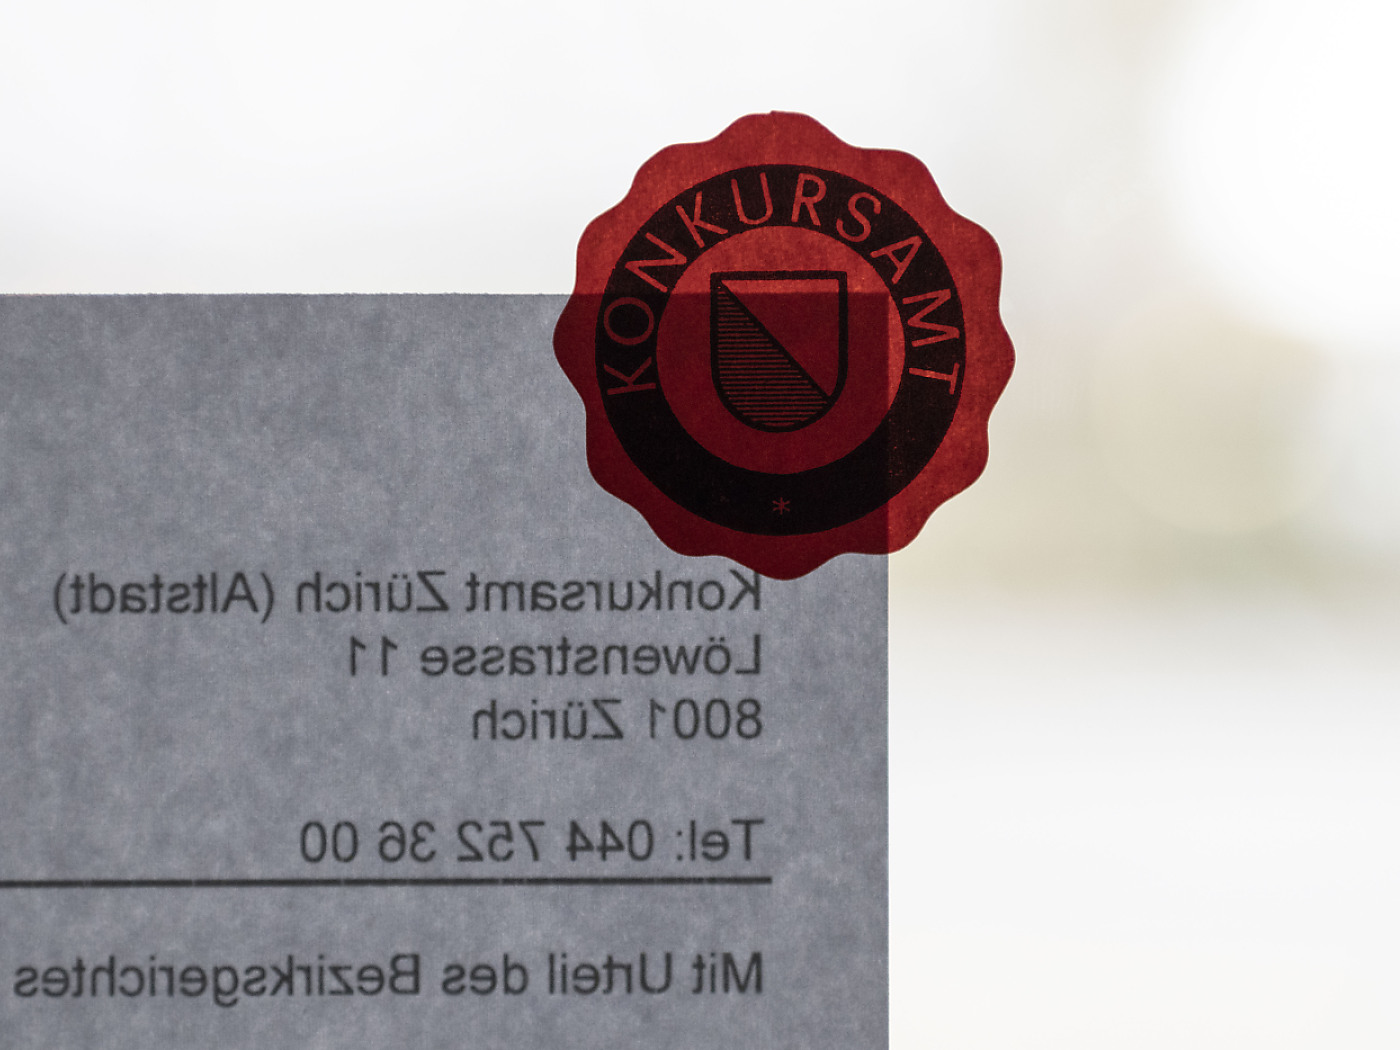 KONKURSAMT
*
Konkursamt Zürich (Altstadt)
Löwenstrasse 11
8001 Zürich
Tel: 044 752 36 00
Mit Urteil des Bezirksgerichtes